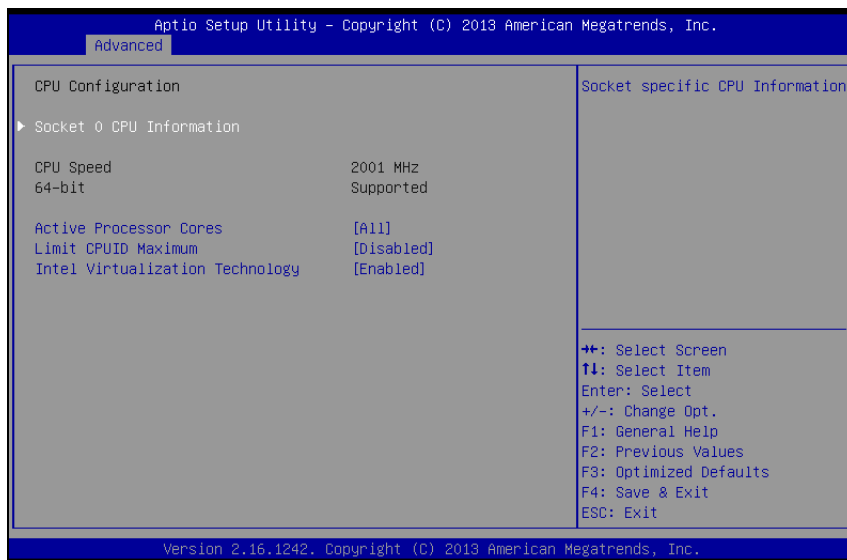 Aptio Setup Utility – Copyright (C) 2013 American Megatrends, Inc.
Advanced
CPU Configuration
Socket 0 CPU Information
CPU Speed 2001 MHz
64-bit Supported
Active Processor Cores [All]
Limit CPUID Maximum [Disabled]
Intel Virtualization Technology [Enabled]
Socket specific CPU Information
→←: Select Screen
↑↓: Select Item
Enter: Select
+/-: Change Opt.
F1: General Help
F2: Previous Values
F3: Optimized Defaults
F4: Save & Exit
ESC: Exit
Version 2.16.1242. Copyright (C) 2013 American Megatrends, Inc.